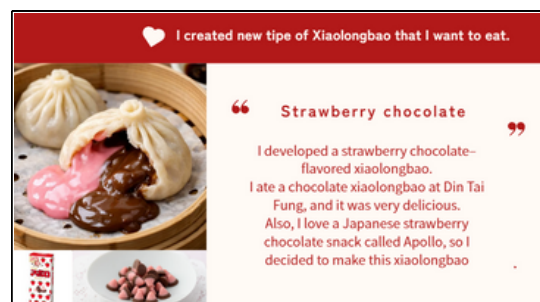 I created new tipe of Xiaolongbao that I want to eat.
“
Strawberry chocolate
”
I developed a strawberry chocolate–
flavored xiaolongbao.
I ate a chocolate xiaolongbao at Din Tai
Fung, and it was very delicious.
Also, I love a Japanese strawberry
chocolate snack called Apollo, so I
decided to make this xiaolongbao
.